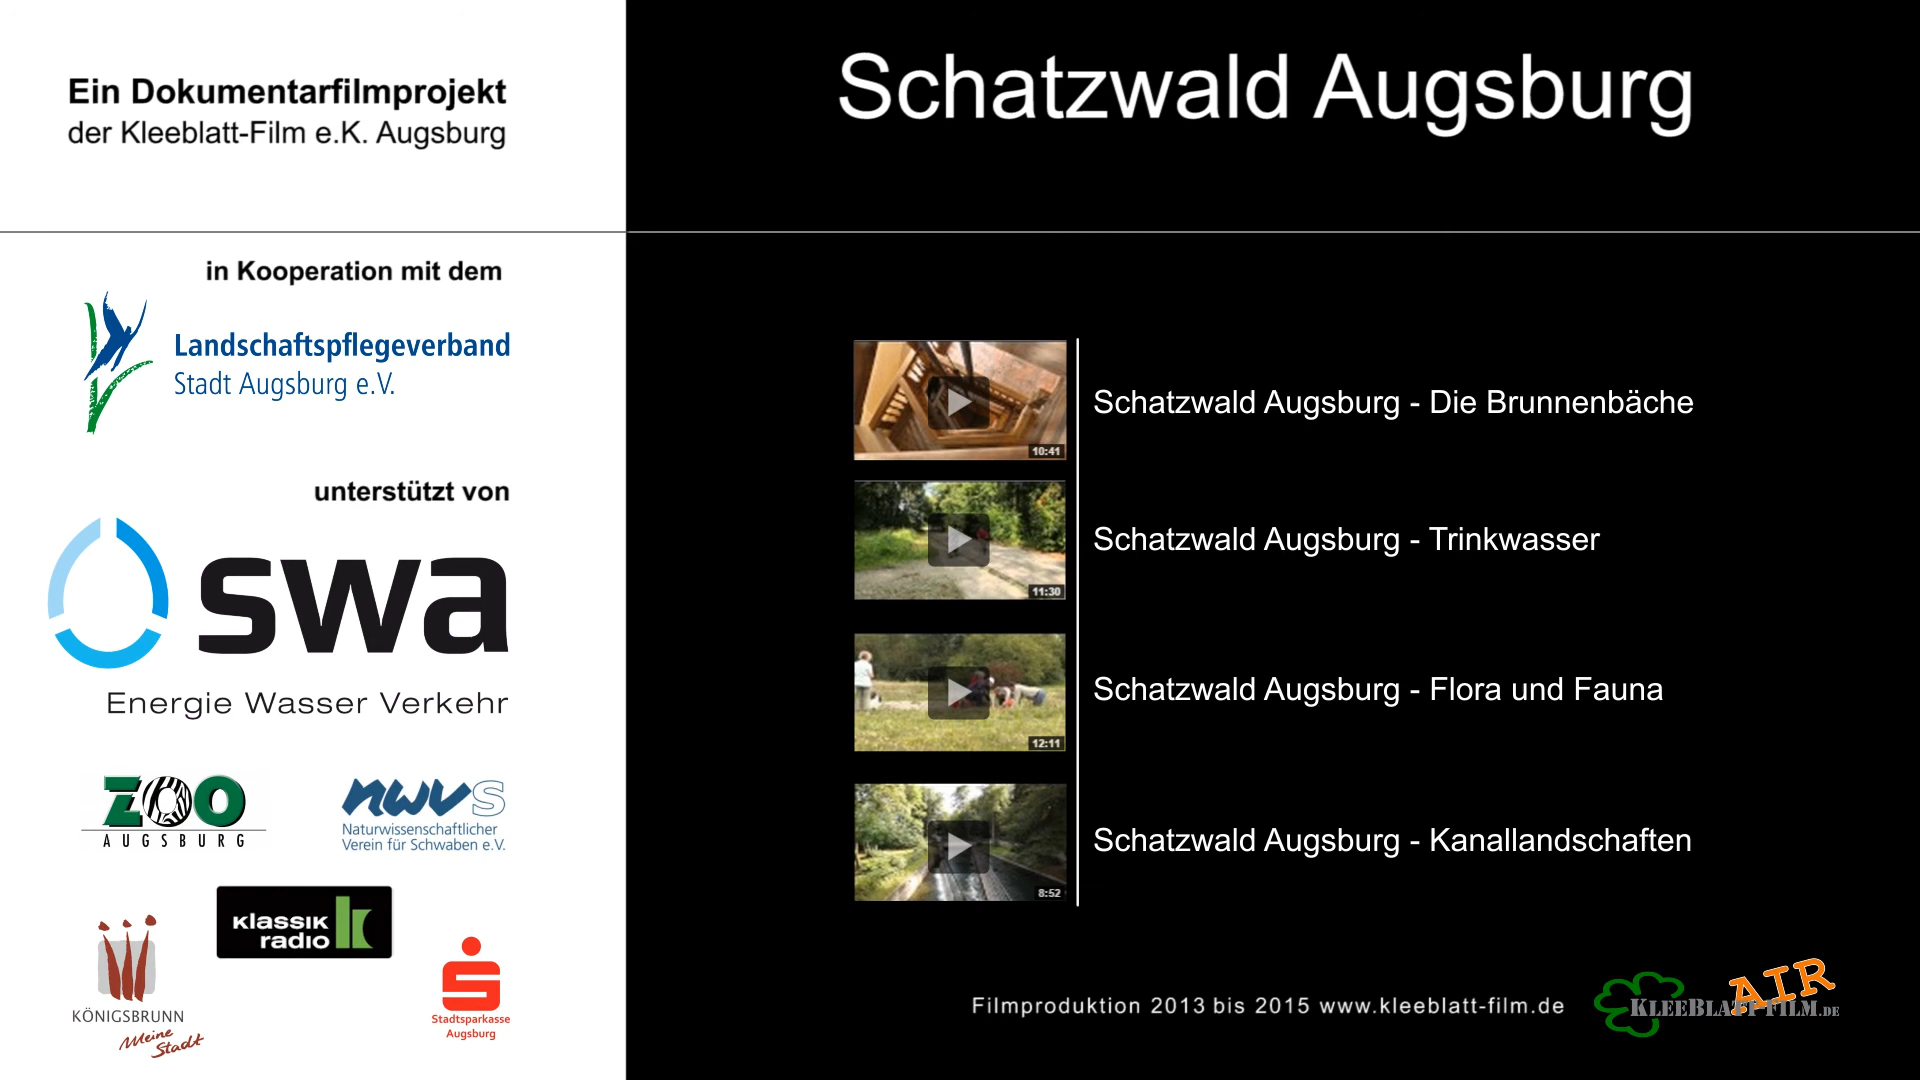 Ein Dokumentarfilmprojekt
der Kleeblatt-Film e.K. Augsburg
in Kooperation mit dem
Landschaftspflegeverband
Stadt Augsburg e.V.
unterstützt von
swa
Energie Wasser Verkehr
ZOO
AUGSBURG
nwvs
Naturwissenschaftlicher
Verein für Schwaben e.V.
KLASSIK
RADIO
KÖNIGSBRUNN
Meine
Stadt
Stadtsparkasse
Augsburg
Schatzwald Augsburg
10:41
Schatzwald Augsburg - Die Brunnenbäche
11:30
Schatzwald Augsburg - Trinkwasser
12:11
Schatzwald Augsburg - Flora und Fauna
8:52
Schatzwald Augsburg - Kanallandschaften
Filmproduktion 2013 bis 2015 www.kleeblatt-film.de
AIR
KLEEBLATT-FILM.DE